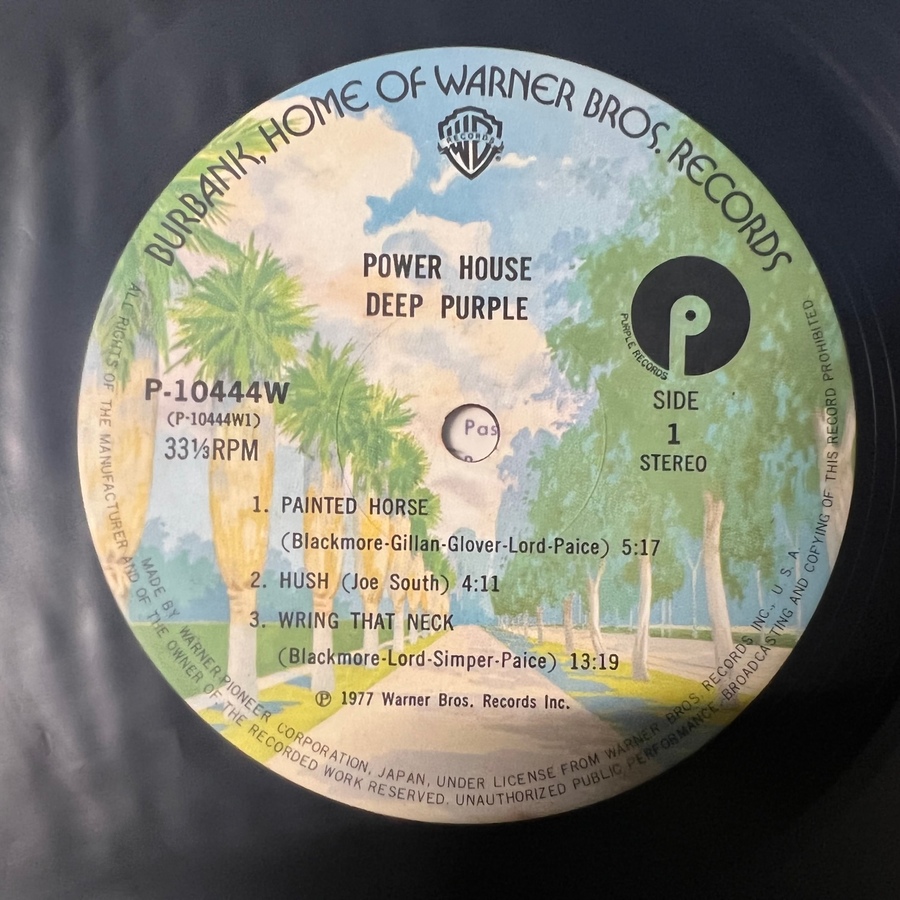 BURBANK, HOME OF WARNER BROS. RECORDS
WB
RECORDS
POWER HOUSE
DEEP PURPLE
PURPLE RECORDS
P-10444W
(P-10444W1)
33⅓RPM
SIDE
1
STEREO
Pas
1. PAINTED HORSE
(Blackmore-Gillan-Glover-Lord-Paice) 5:17
2. HUSH (Joe South) 4:11
3. WRING THAT NECK
(Blackmore-Lord-Simper-Paice) 13:19
Ⓟ 1977 Warner Bros. Records Inc.
MADE BY WARNER-PIONEER CORPORATION, JAPAN, UNDER LICENSE FROM WARNER BROS. RECORDS INC., U. S. A.
ALL RIGHTS OF THE MANUFACTURER AND OF THE OWNER OF THE RECORDED WORK RESERVED. UNAUTHORIZED PUBLIC PERFORMANCE, BROADCASTING AND COPYING OF THIS RECORD PROHIBITED